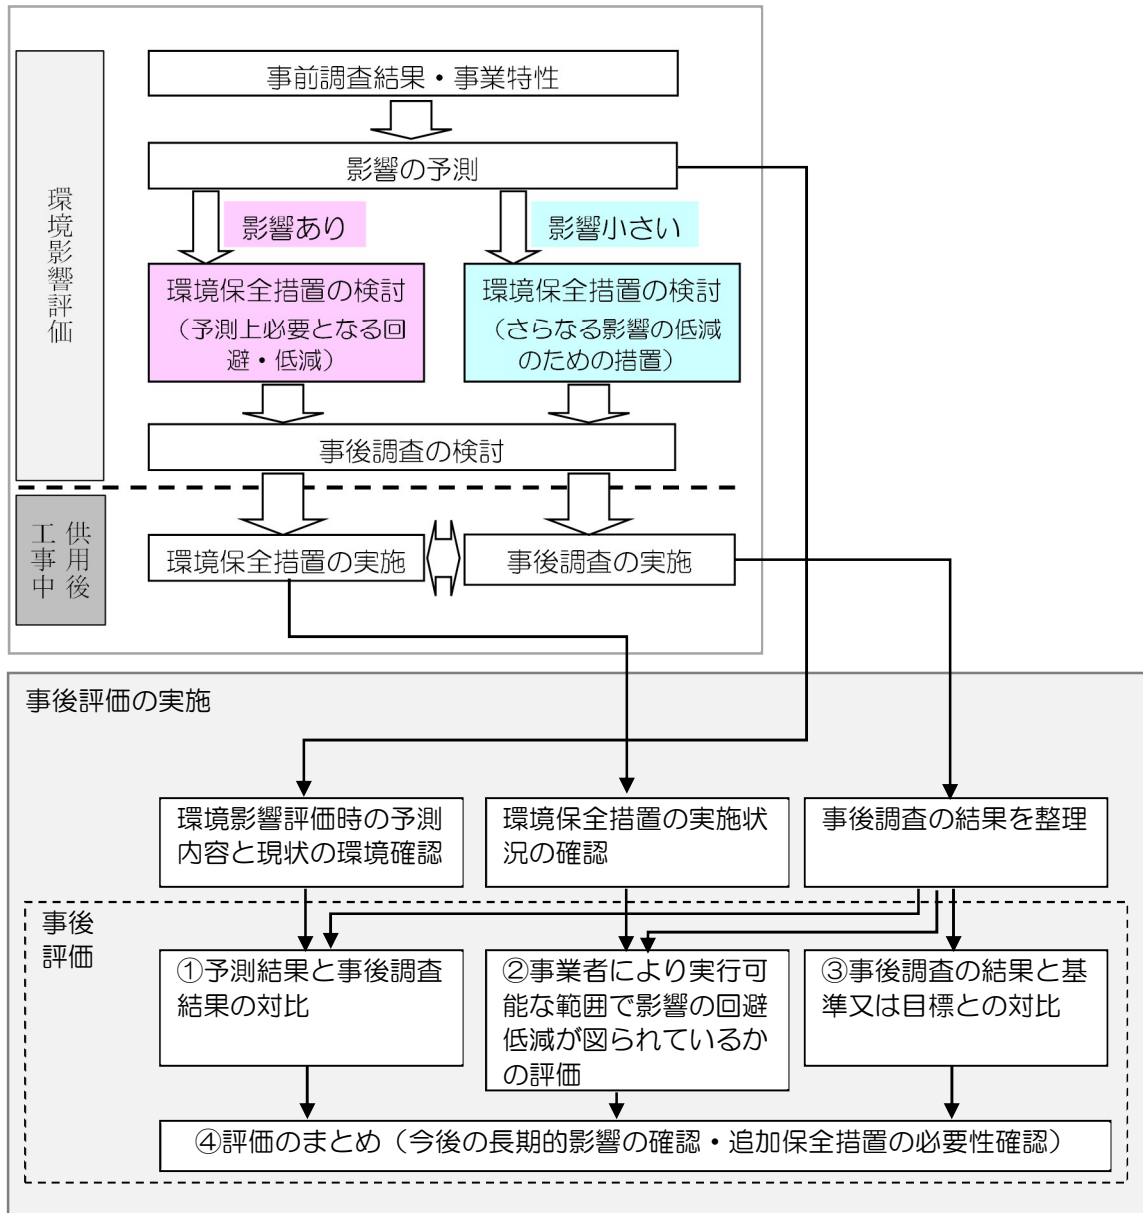 環境影響評価
事前調査結果・事業特性
影響の予測
影響あり
影響小さい
環境保全措置の検討
（予測上必要となる回
避・低減）
環境保全措置の検討
（さらなる影響の低減
のための措置）
事後調査の検討
供用後
工事中
環境保全措置の実施
事後調査の実施
事後評価の実施
環境影響評価時の予測
内容と現状の環境確認
環境保全措置の実施状
況の確認
事後調査の結果を整理
事後
評価
①予測結果と事後調査
結果の対比
②事業者により実行可
能な範囲で影響の回避
低減が図られているか
の評価
③事後調査の結果と基
準又は目標との対比
④評価のまとめ（今後の長期的影響の確認・追加保全措置の必要性確認）